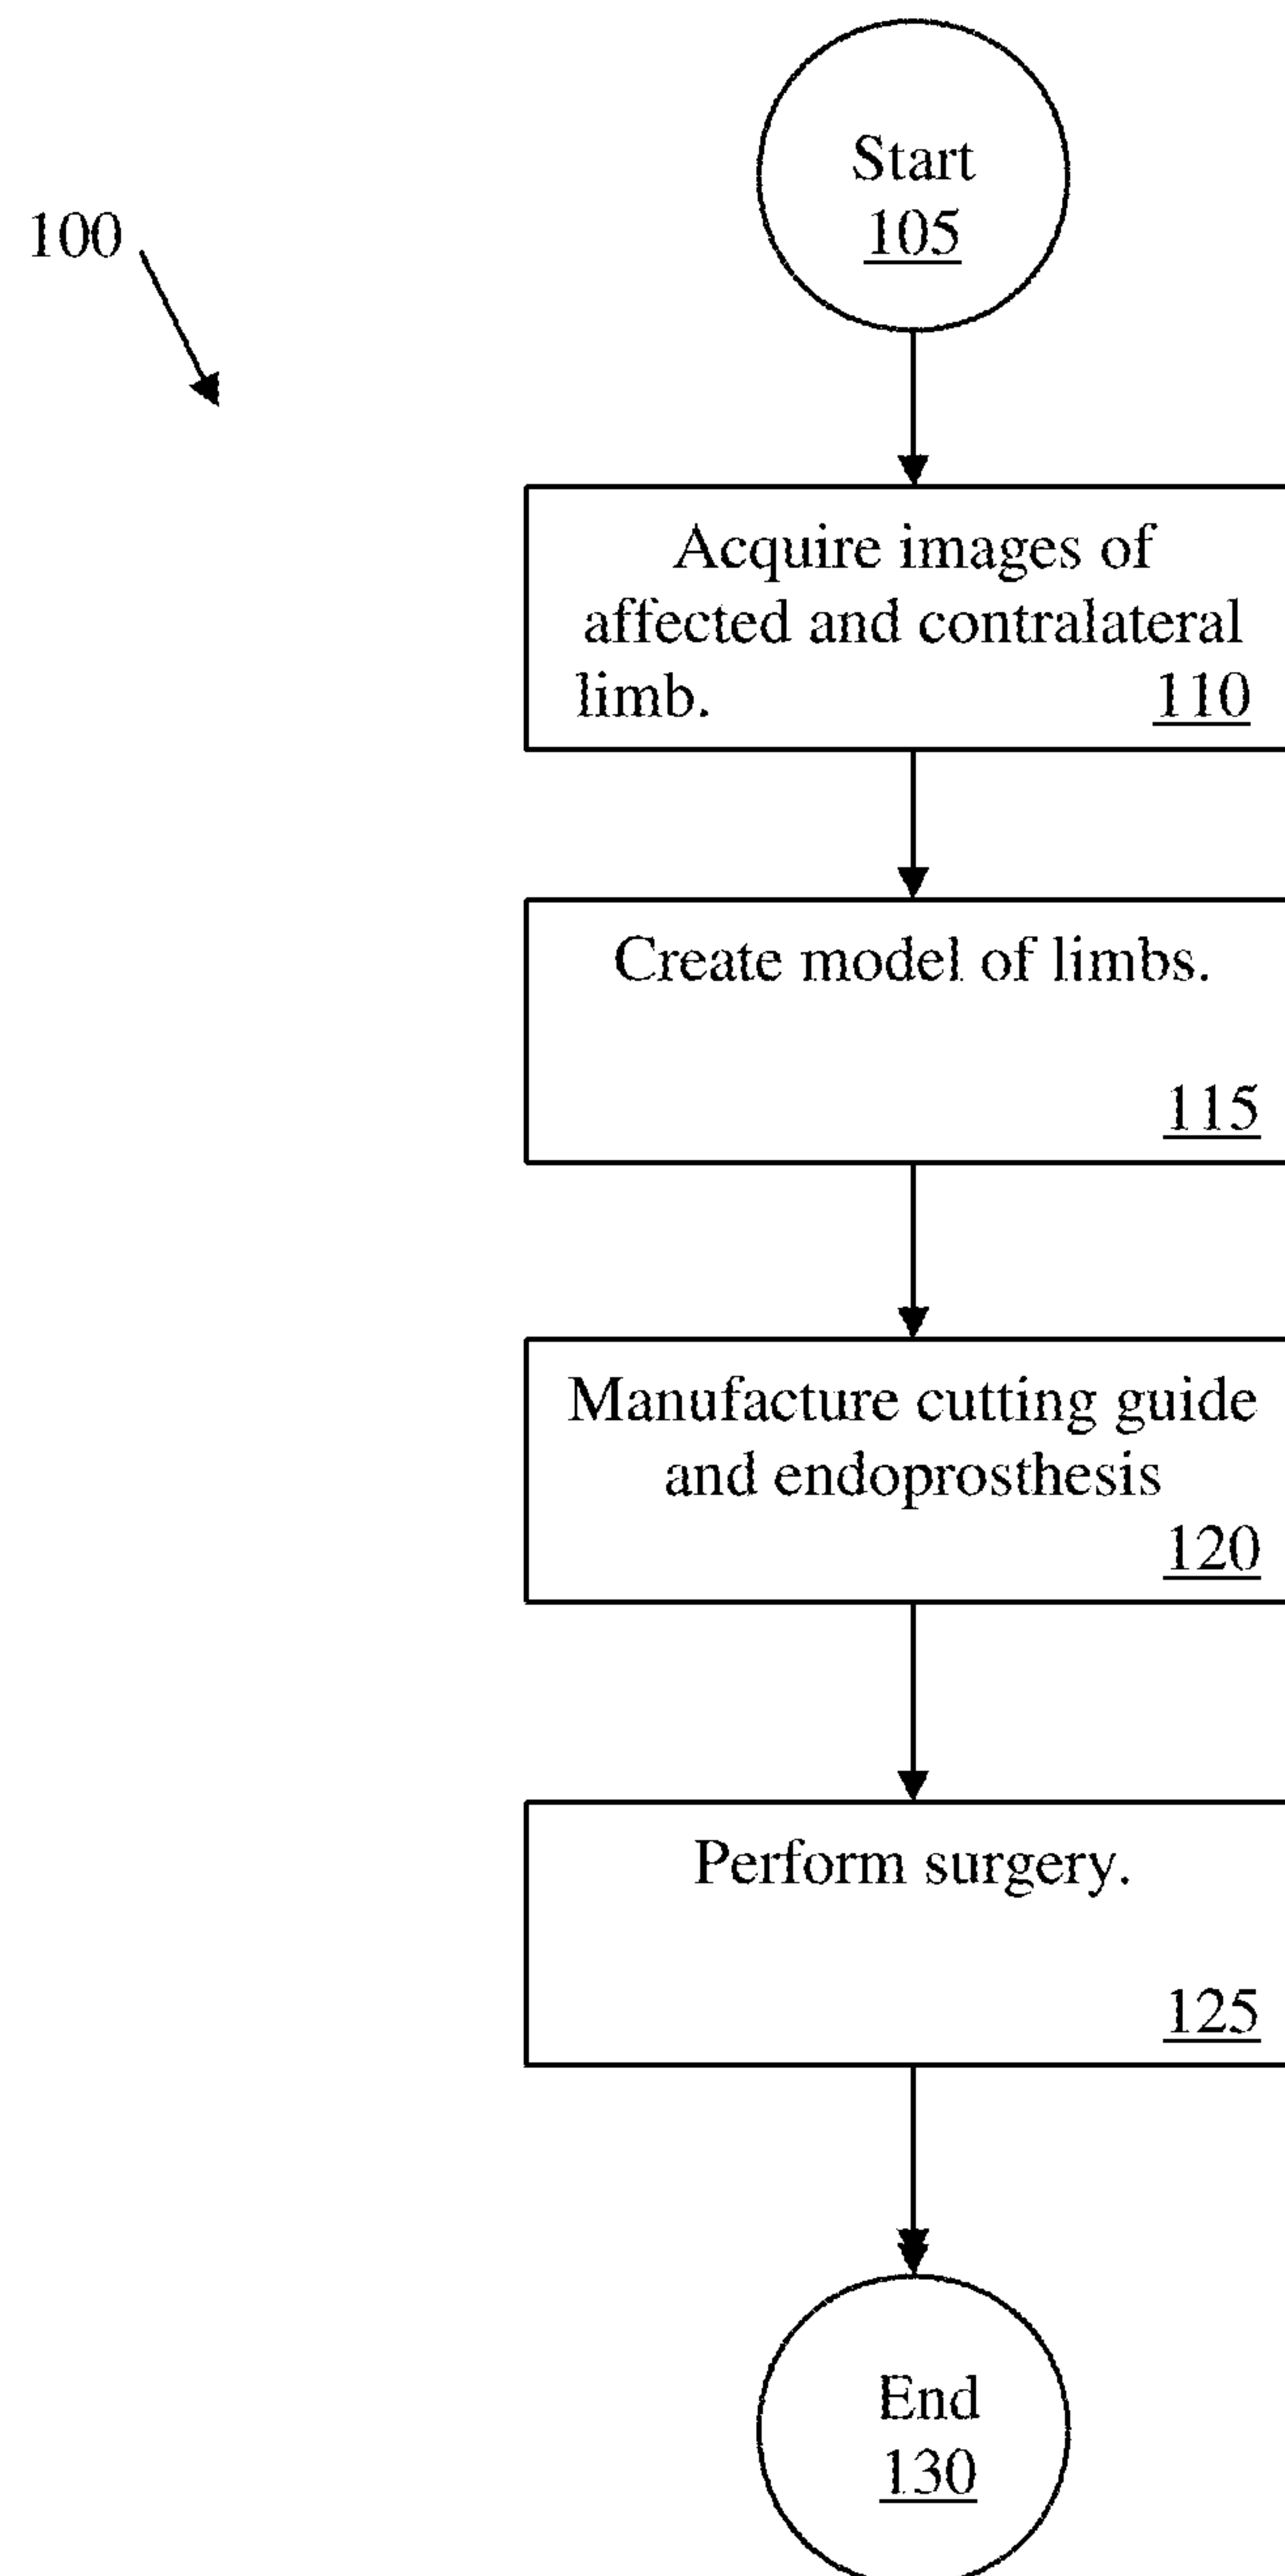 Start
105
100
Acquire images of
affected and contralateral
limb. 110
Create model of limbs.
115
Manufacture cutting guide
and endoprosthesis
120
Perform surgery.
125
End
130